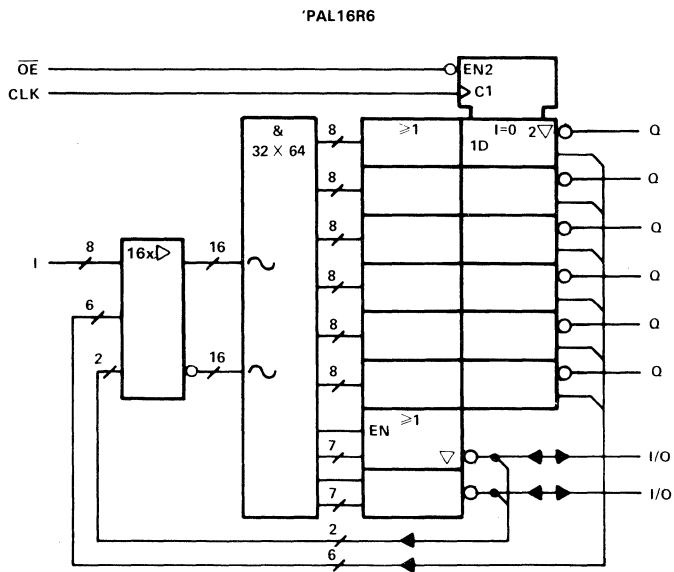 'PAL16R6
OE
EN2
CLK
C1
&
32 × 64
8
≥1
I=0
2▽
1D
Q
8
Q
8
Q
I
8
16x▷
16
8
Q
6
8
Q
2
16
8
Q
EN
≥1
7
▽
I/O
7
I/O
2
6